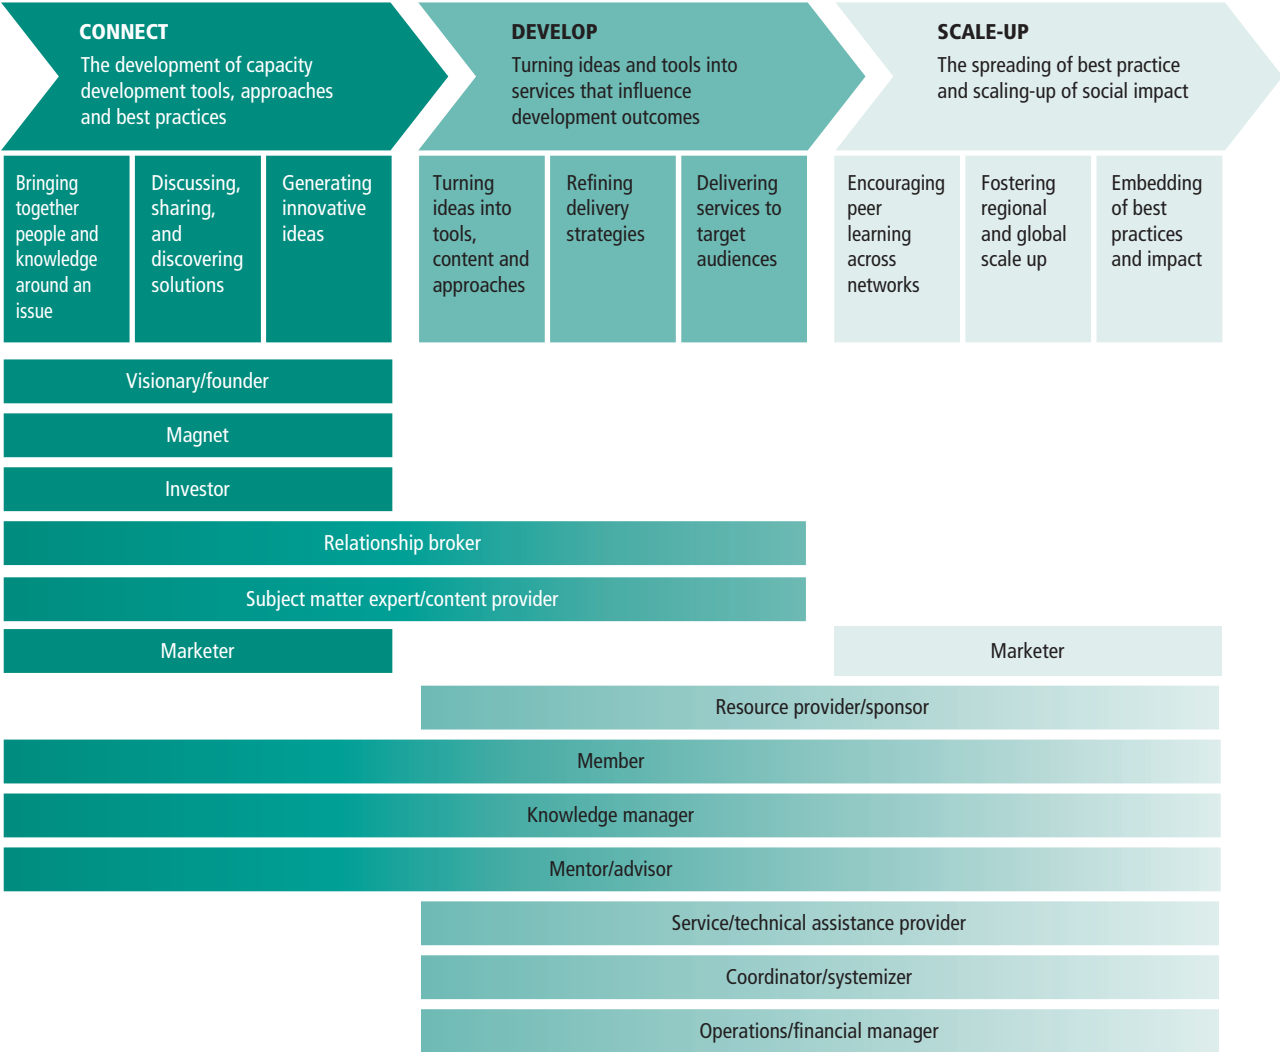 CONNECT
The development of capacity
development tools, approaches
and best practices
DEVELOP
Turning ideas and tools into
services that influence
development outcomes
SCALE-UP
The spreading of best practice
and scaling-up of social impact
Bringing
together
people and
knowledge
around an
issue
Discussing,
sharing,
and
discovering
solutions
Generating
innovative
ideas
Turning
ideas into
tools,
content and
approaches
Refining
delivery
strategies
Delivering
services to
target
audiences
Encouraging
peer
learning
across
networks
Fostering
regional
and global
scale up
Embedding
of best
practices
and impact
Visionary/founder
Magnet
Investor
Relationship broker
Subject matter expert/content provider
Marketer
Marketer
Resource provider/sponsor
Member
Knowledge manager
Mentor/advisor
Service/technical assistance provider
Coordinator/systemizer
Operations/financial manager